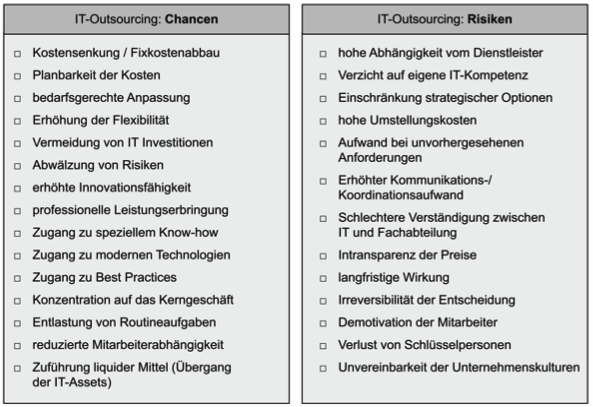 IT-Outsourcing: Chancen
Kostensenkung / Fixkostenabbau
Planbarkeit der Kosten
bedarfsgerechte Anpassung
Erhöhung der Flexibilität
Vermeidung von IT Investitionen
Abwälzung von Risiken
erhöhte Innovationsfähigkeit
professionelle Leistungserbringung
Zugang zu speziellem Know-how
Zugang zu modernen Technologien
Zugang zu Best Practices
Konzentration auf das Kerngeschäft
Entlastung von Routineaufgaben
reduzierte Mitarbeiterabhängigkeit
Zuführung liquider Mittel (Übergang
der IT-Assets)
IT-Outsourcing: Risiken
hohe Abhängigkeit vom Dienstleister
Verzicht auf eigene IT-Kompetenz
Einschränkung strategischer Optionen
hohe Umstellungskosten
Aufwand bei unvorhergesehenen
Anforderungen
Erhöhter Kommunikations-/
Koordinationsaufwand
Schlechtere Verständigung zwischen
IT und Fachabteilung
Intransparenz der Preise
langfristige Wirkung
Irreversibilität der Entscheidung
Demotivation der Mitarbeiter
Verlust von Schlüsselpersonen
Unvereinbarkeit der Unternehmenskulturen